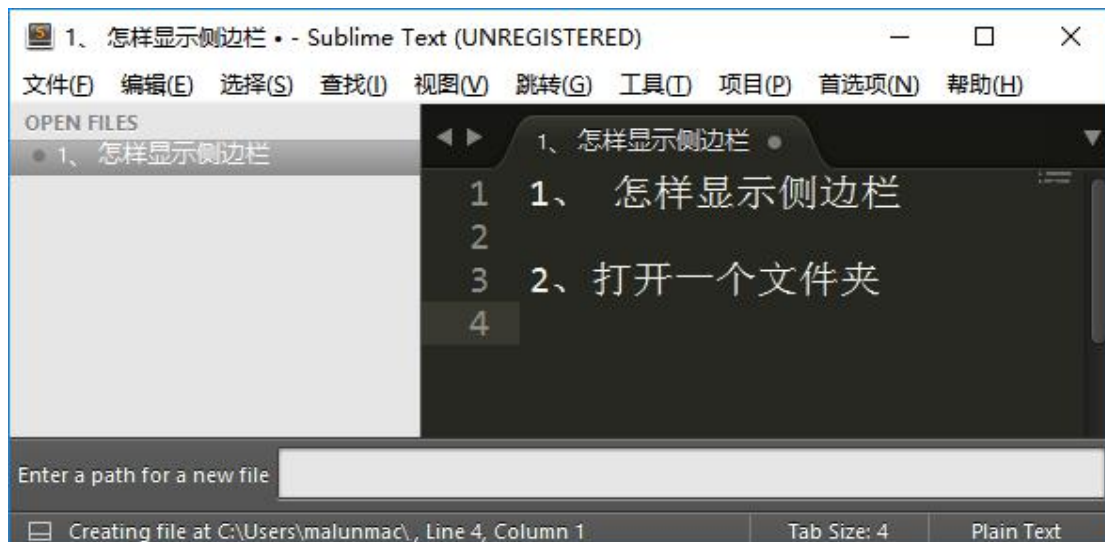 1、 怎样显示侧边栏 • - Sublime Text (UNREGISTERED)
文件(F) 编辑(E) 选择(S) 查找(I) 视图(V) 跳转(G) 工具(T) 项目(P) 首选项(N) 帮助(H)
OPEN FILES
1、 怎样显示侧边栏
1、 怎样显示侧边栏
1 1、 怎样显示侧边栏
2
3 2、打开一个文件夹
4
Enter a path for a new file
Creating file at C:\Users\malunmac\ , Line 4, Column 1 Tab Size: 4 Plain Text